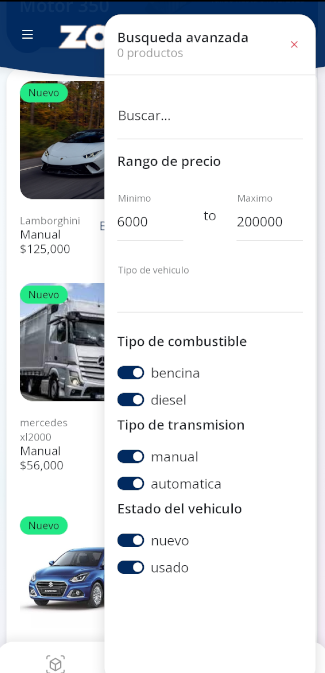 Motor 350
ZO
Busqueda avanzada
0 productos
Buscar...
Rango de precio
Minimo
6000
to
Maximo
200000
Tipo de vehiculo
Tipo de combustible
bencina
diesel
Tipo de transmision
manual
automatica
Estado del vehiculo
nuevo
usado
Nuevo
Lamborghini
Manual
$125,000
E
Nuevo
mercedes
xl2000
Manual
$56,000
Nuevo